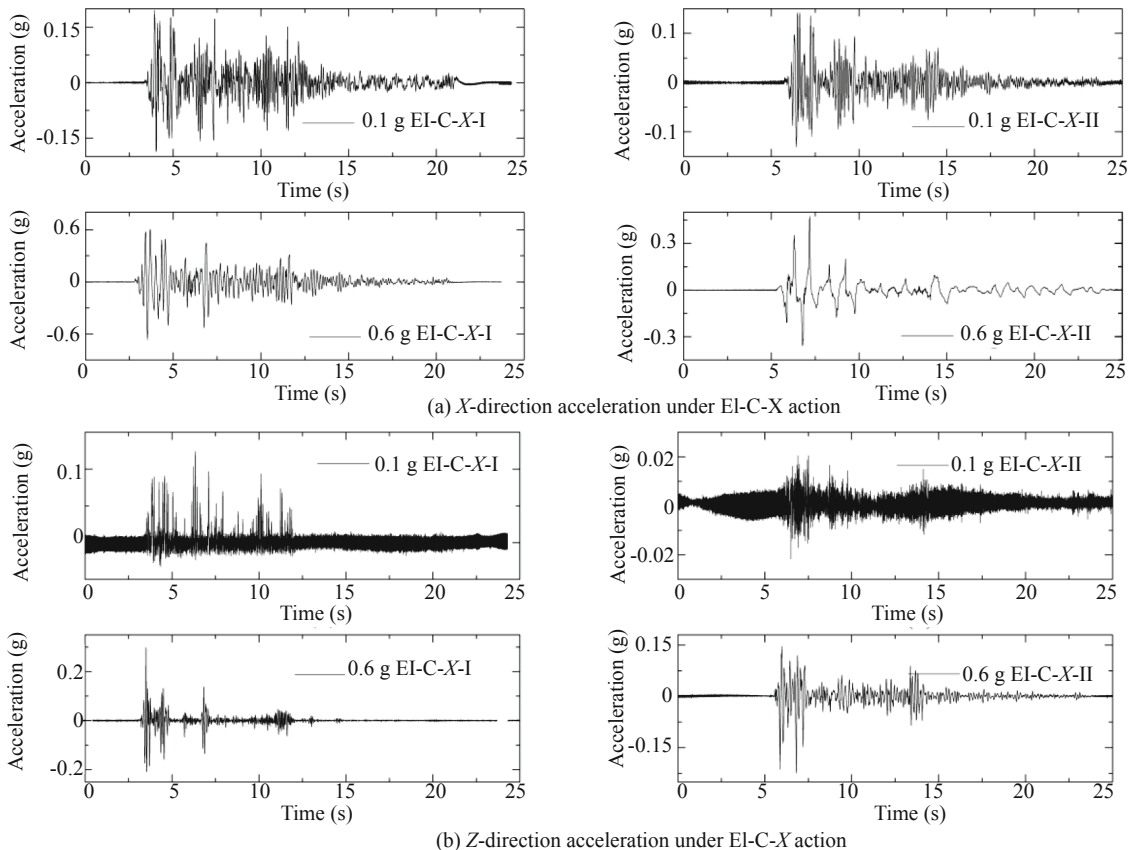 Acceleration (g)
0.15
0
-0.15
0.1 g EI-C-X-I
0 5 10 15 20 25
Time (s)
Acceleration (g)
0.1
0
-0.1
0.1 g EI-C-X-II
0 5 10 15 20 25
Time (s)
Acceleration (g)
0.6
0
-0.6
0.6 g EI-C-X-I
0 5 10 15 20 25
Time (s)
Acceleration (g)
0.3
0
-0.3
0.6 g EI-C-X-II
0 5 10 15 20 25
Time (s)
(a) X-direction acceleration under El-C-X action
Acceleration (g)
0.1
0
0.1 g EI-C-X-I
0 5 10 15 20 25
Time (s)
Acceleration (g)
0.02
0
-0.02
0.1 g EI-C-X-II
0 5 10 15 20 25
Time (s)
Acceleration (g)
0.2
0
-0.2
0.6 g EI-C-X-I
0 5 10 15 20 25
Time (s)
Acceleration (g)
0.15
0
-0.15
0.6 g EI-C-X-II
0 5 10 15 20 25
Time (s)
(b) Z-direction acceleration under El-C-X action